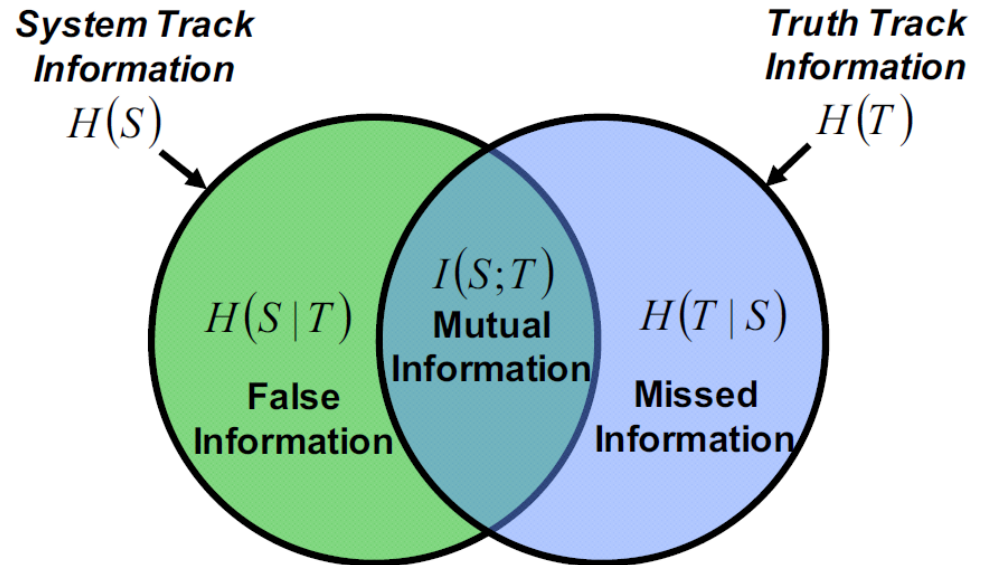 System Track
Information
H(S)
Truth Track
Information
H(T)
H(S | T)
False
Information
I(S;T)
Mutual
Information
H(T | S)
Missed
Information